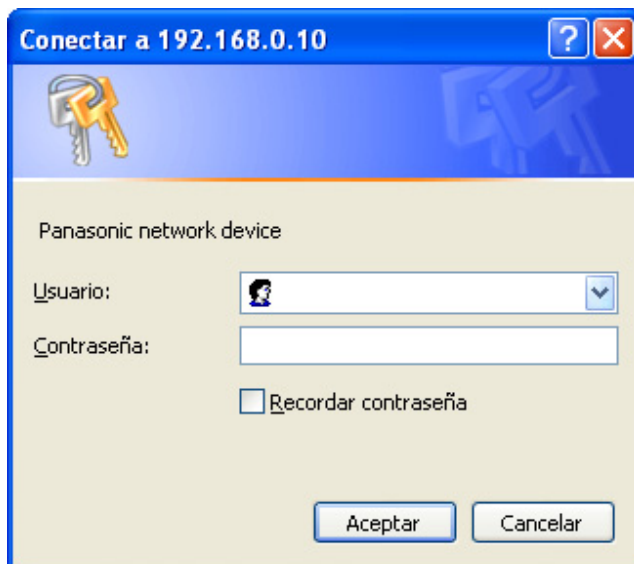 Conectar a 192.168.0.10
Panasonic network device
Usuario:
Contraseña:
Recordar contraseña
Aceptar Cancelar